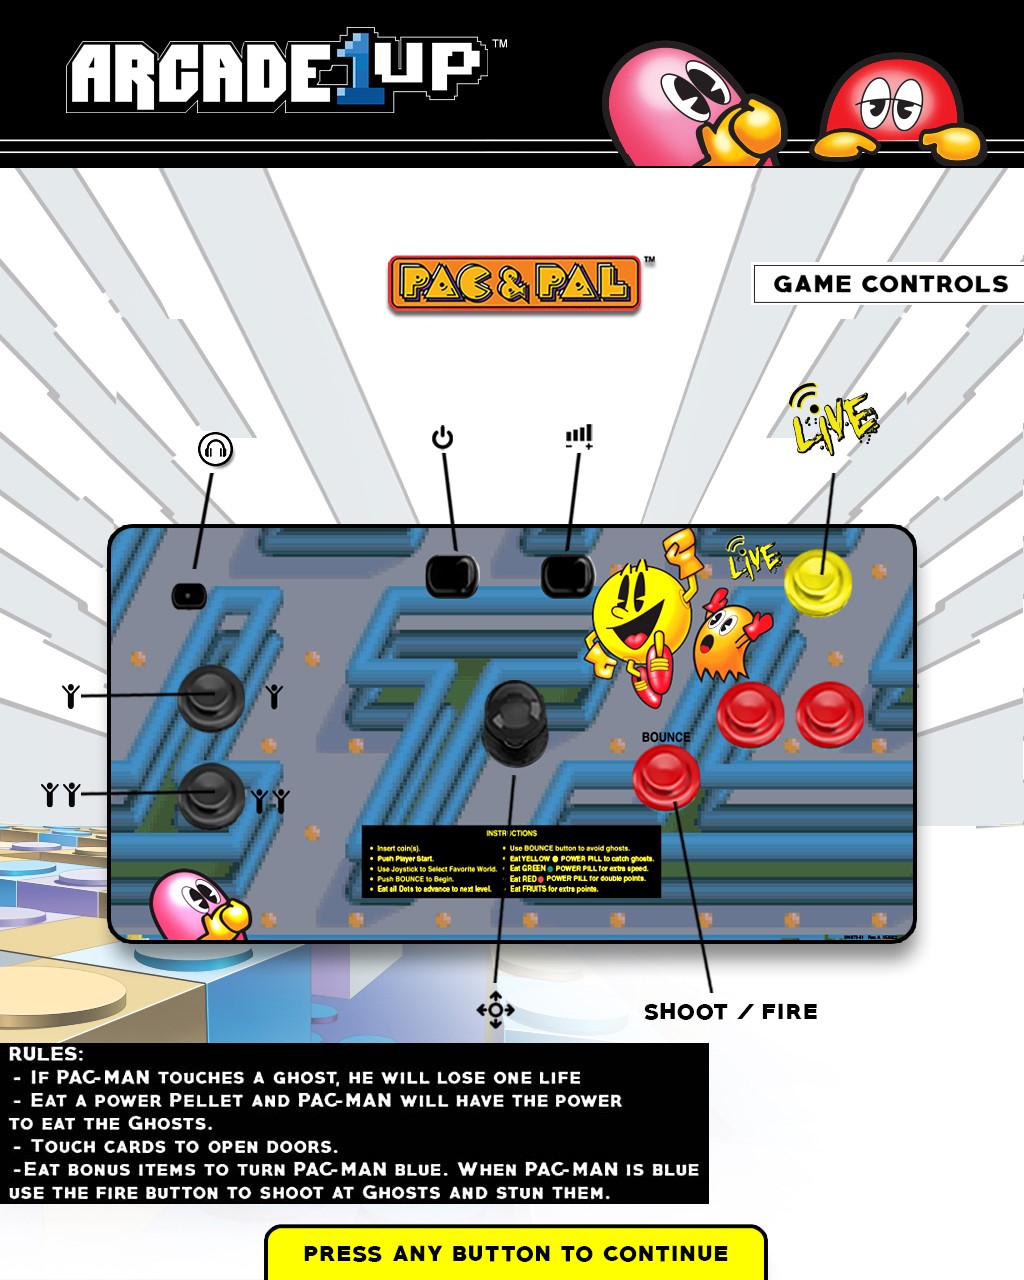 ARCADE1UP™
PAC & PAL™
GAME CONTROLS
LIVE
LIVE
BOUNCE
INSTRUCTIONS
• Insert coin(s).
• Push Player Start.
• Use Joystick to Select Favorite World.
• Push BOUNCE to Begin.
• Eat all Dots to advance to next level.
• Use BOUNCE button to avoid ghosts.
• Eat YELLOW POWER PILL to catch ghosts.
• Eat GREEN POWER PILL for extra speed.
• Eat RED POWER PILL for double points.
• Eat FRUITS for extra points.
SHOOT / FIRE
RULES:
- IF PAC-MAN TOUCHES A GHOST, HE WILL LOSE ONE LIFE
- EAT A POWER PELLET AND PAC-MAN WILL HAVE THE POWER
TO EAT THE GHOSTS.
- TOUCH CARDS TO OPEN DOORS.
-EAT BONUS ITEMS TO TURN PAC-MAN BLUE. WHEN PAC-MAN IS BLUE
USE THE FIRE BUTTON TO SHOOT AT GHOSTS AND STUN THEM.
PRESS ANY BUTTON TO CONTINUE